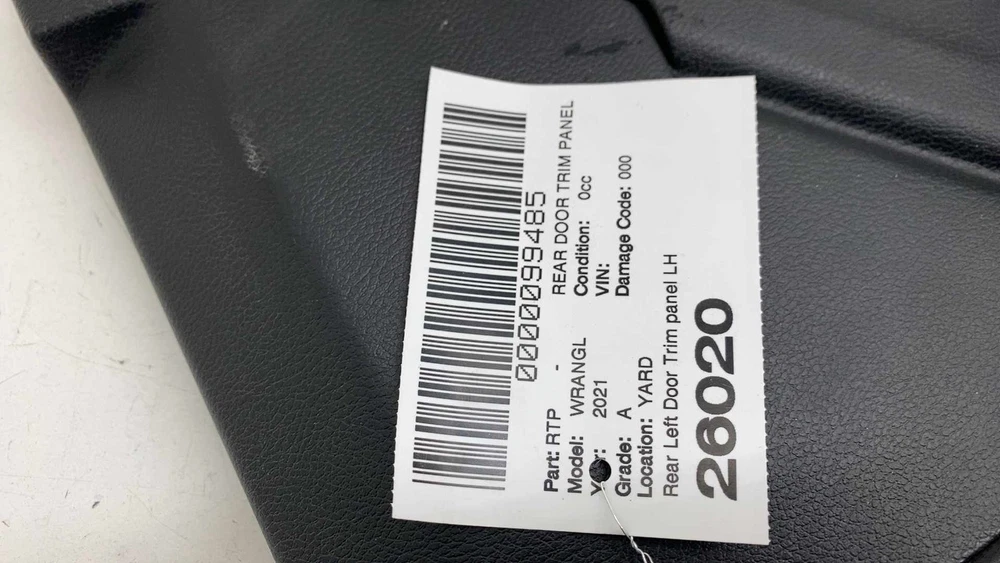 0000099485
Part: RTP - REAR DOOR TRIM PANEL
Model: WRANGL Condition: 0cc
2021 VIN:
Grade: A Damage Code: 000
Location: YARD
Rear Left Door Trim panel LH
26020